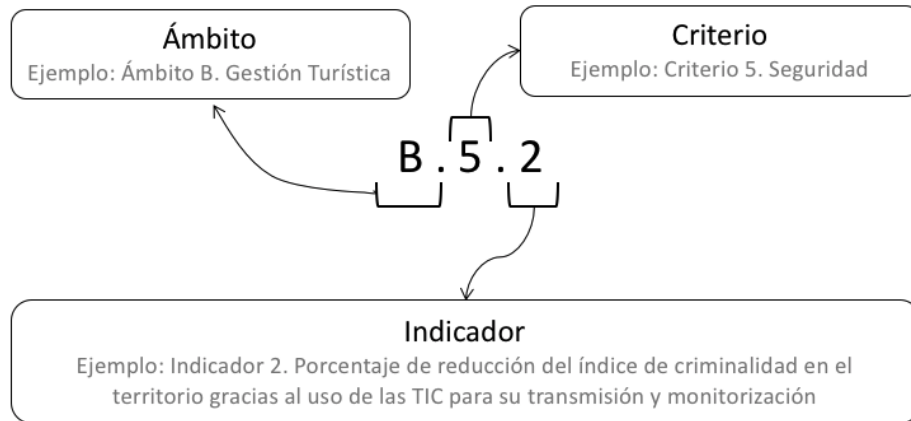 Ámbito
Ejemplo: Ámbito B. Gestión Turística
Criterio
Ejemplo: Criterio 5. Seguridad
B . 5 . 2
Indicador
Ejemplo: Indicador 2. Porcentaje de reducción del índice de criminalidad en el
territorio gracias al uso de las TIC para su transmisión y monitorización